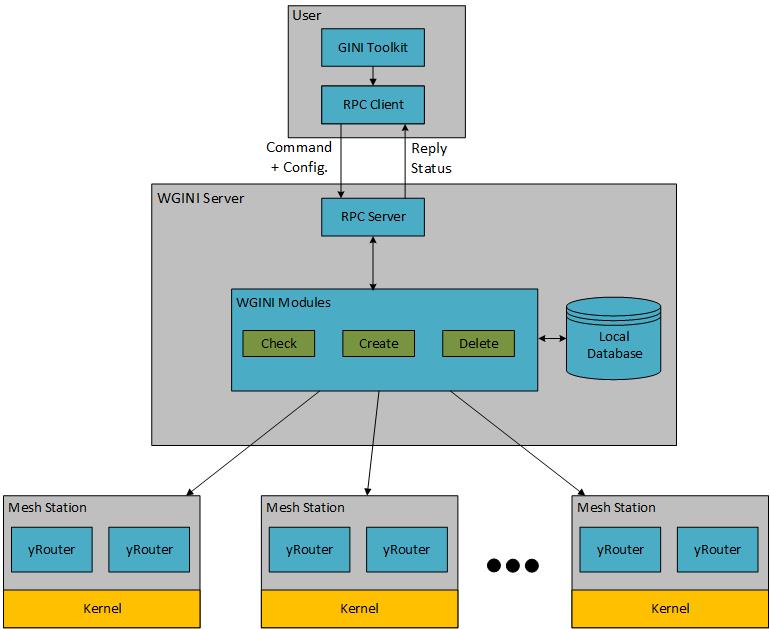 User
GINI Toolkit
RPC Client
Command
+ Config.
Reply
Status
WGINI Server
RPC Server
WGINI Modules
Check
Create
Delete
Local
Database
Mesh Station
yRouter
yRouter
Kernel
Mesh Station
yRouter
yRouter
Kernel
Mesh Station
yRouter
yRouter
Kernel